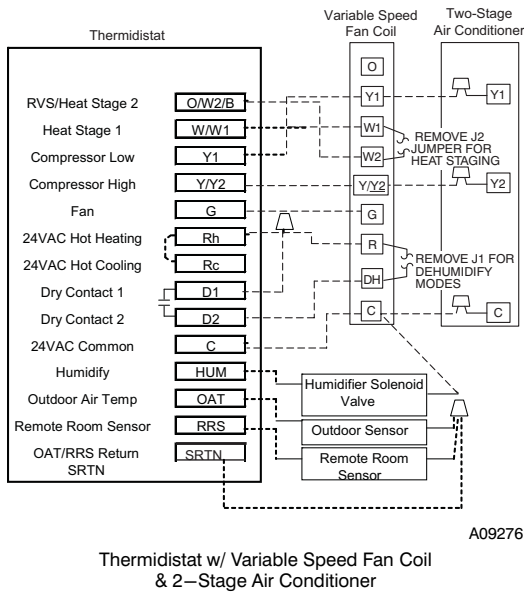 Variable Speed
Fan Coil
Two-Stage
Air Conditioner
Thermidistat
RVS/Heat Stage 2
O/W2/B
Heat Stage 1
W/W1
Compressor Low
Y1
Compressor High
Y/Y2
Fan
G
24VAC Hot Heating
Rh
24VAC Hot Cooling
Rc
Dry Contact 1
D1
Dry Contact 2
D2
24VAC Common
C
Humidify
HUM
Outdoor Air Temp
OAT
Remote Room Sensor
RRS
OAT/RRS Return
SRTN
SRTN
O
Y1
W1
W2
Y/Y2
G
R
DH
C
REMOVE J2
JUMPER FOR
HEAT STAGING
REMOVE J1 FOR
DEHUMIDIFY
MODES
Y1
Y2
C
Humidifier Solenoid
Valve
Outdoor Sensor
Remote Room
Sensor
A09276
Thermidistat w/ Variable Speed Fan Coil
& 2−Stage Air Conditioner